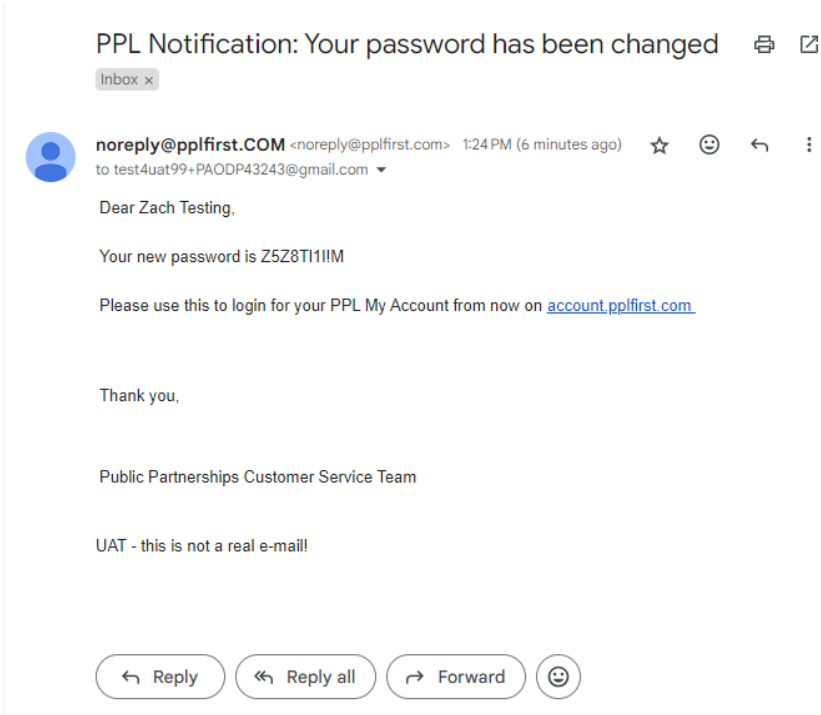 PPL Notification: Your password has been changed
Inbox ×
noreply@pplfirst.COM <noreply@pplfirst.com> 1:24 PM (6 minutes ago)
to test4uat99+PAODP43243@gmail.com
Dear Zach Testing,
Your new password is Z5Z8TI1I!M
Please use this to login for your PPL My Account from now on account.pplfirst.com
Thank you,
Public Partnerships Customer Service Team
UAT - this is not a real e-mail!
Reply Reply all Forward